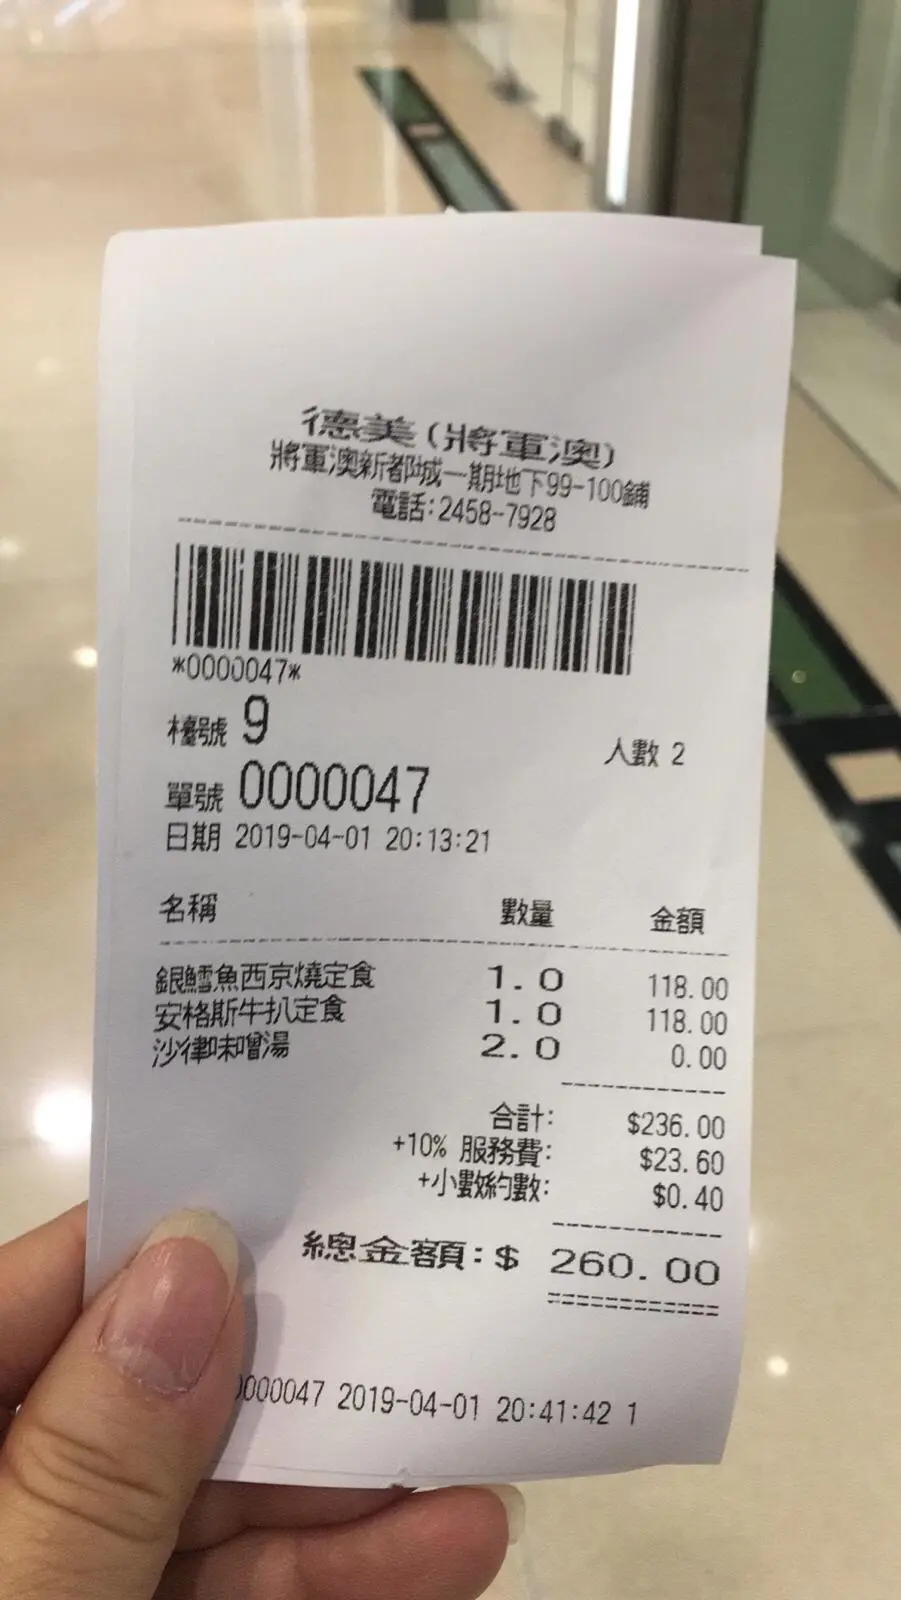 德美(將軍澳)
將軍澳新都城一期地下99-100鋪
電話:2458-7928
*0000047*
檯號 9
人數 2
單號 0000047
日期 2019-04-01 20:13:21
名稱 數量 金額
銀鱈魚西京燒定食 1.0 118.00
安格斯牛扒定食 1.0 118.00
沙律味噌湯 2.0 0.00
合計: $236.00
+10% 服務費: $23.60
+小數約數: $0.40
總金額:$ 260.00
0000047 2019-04-01 20:41:42 1